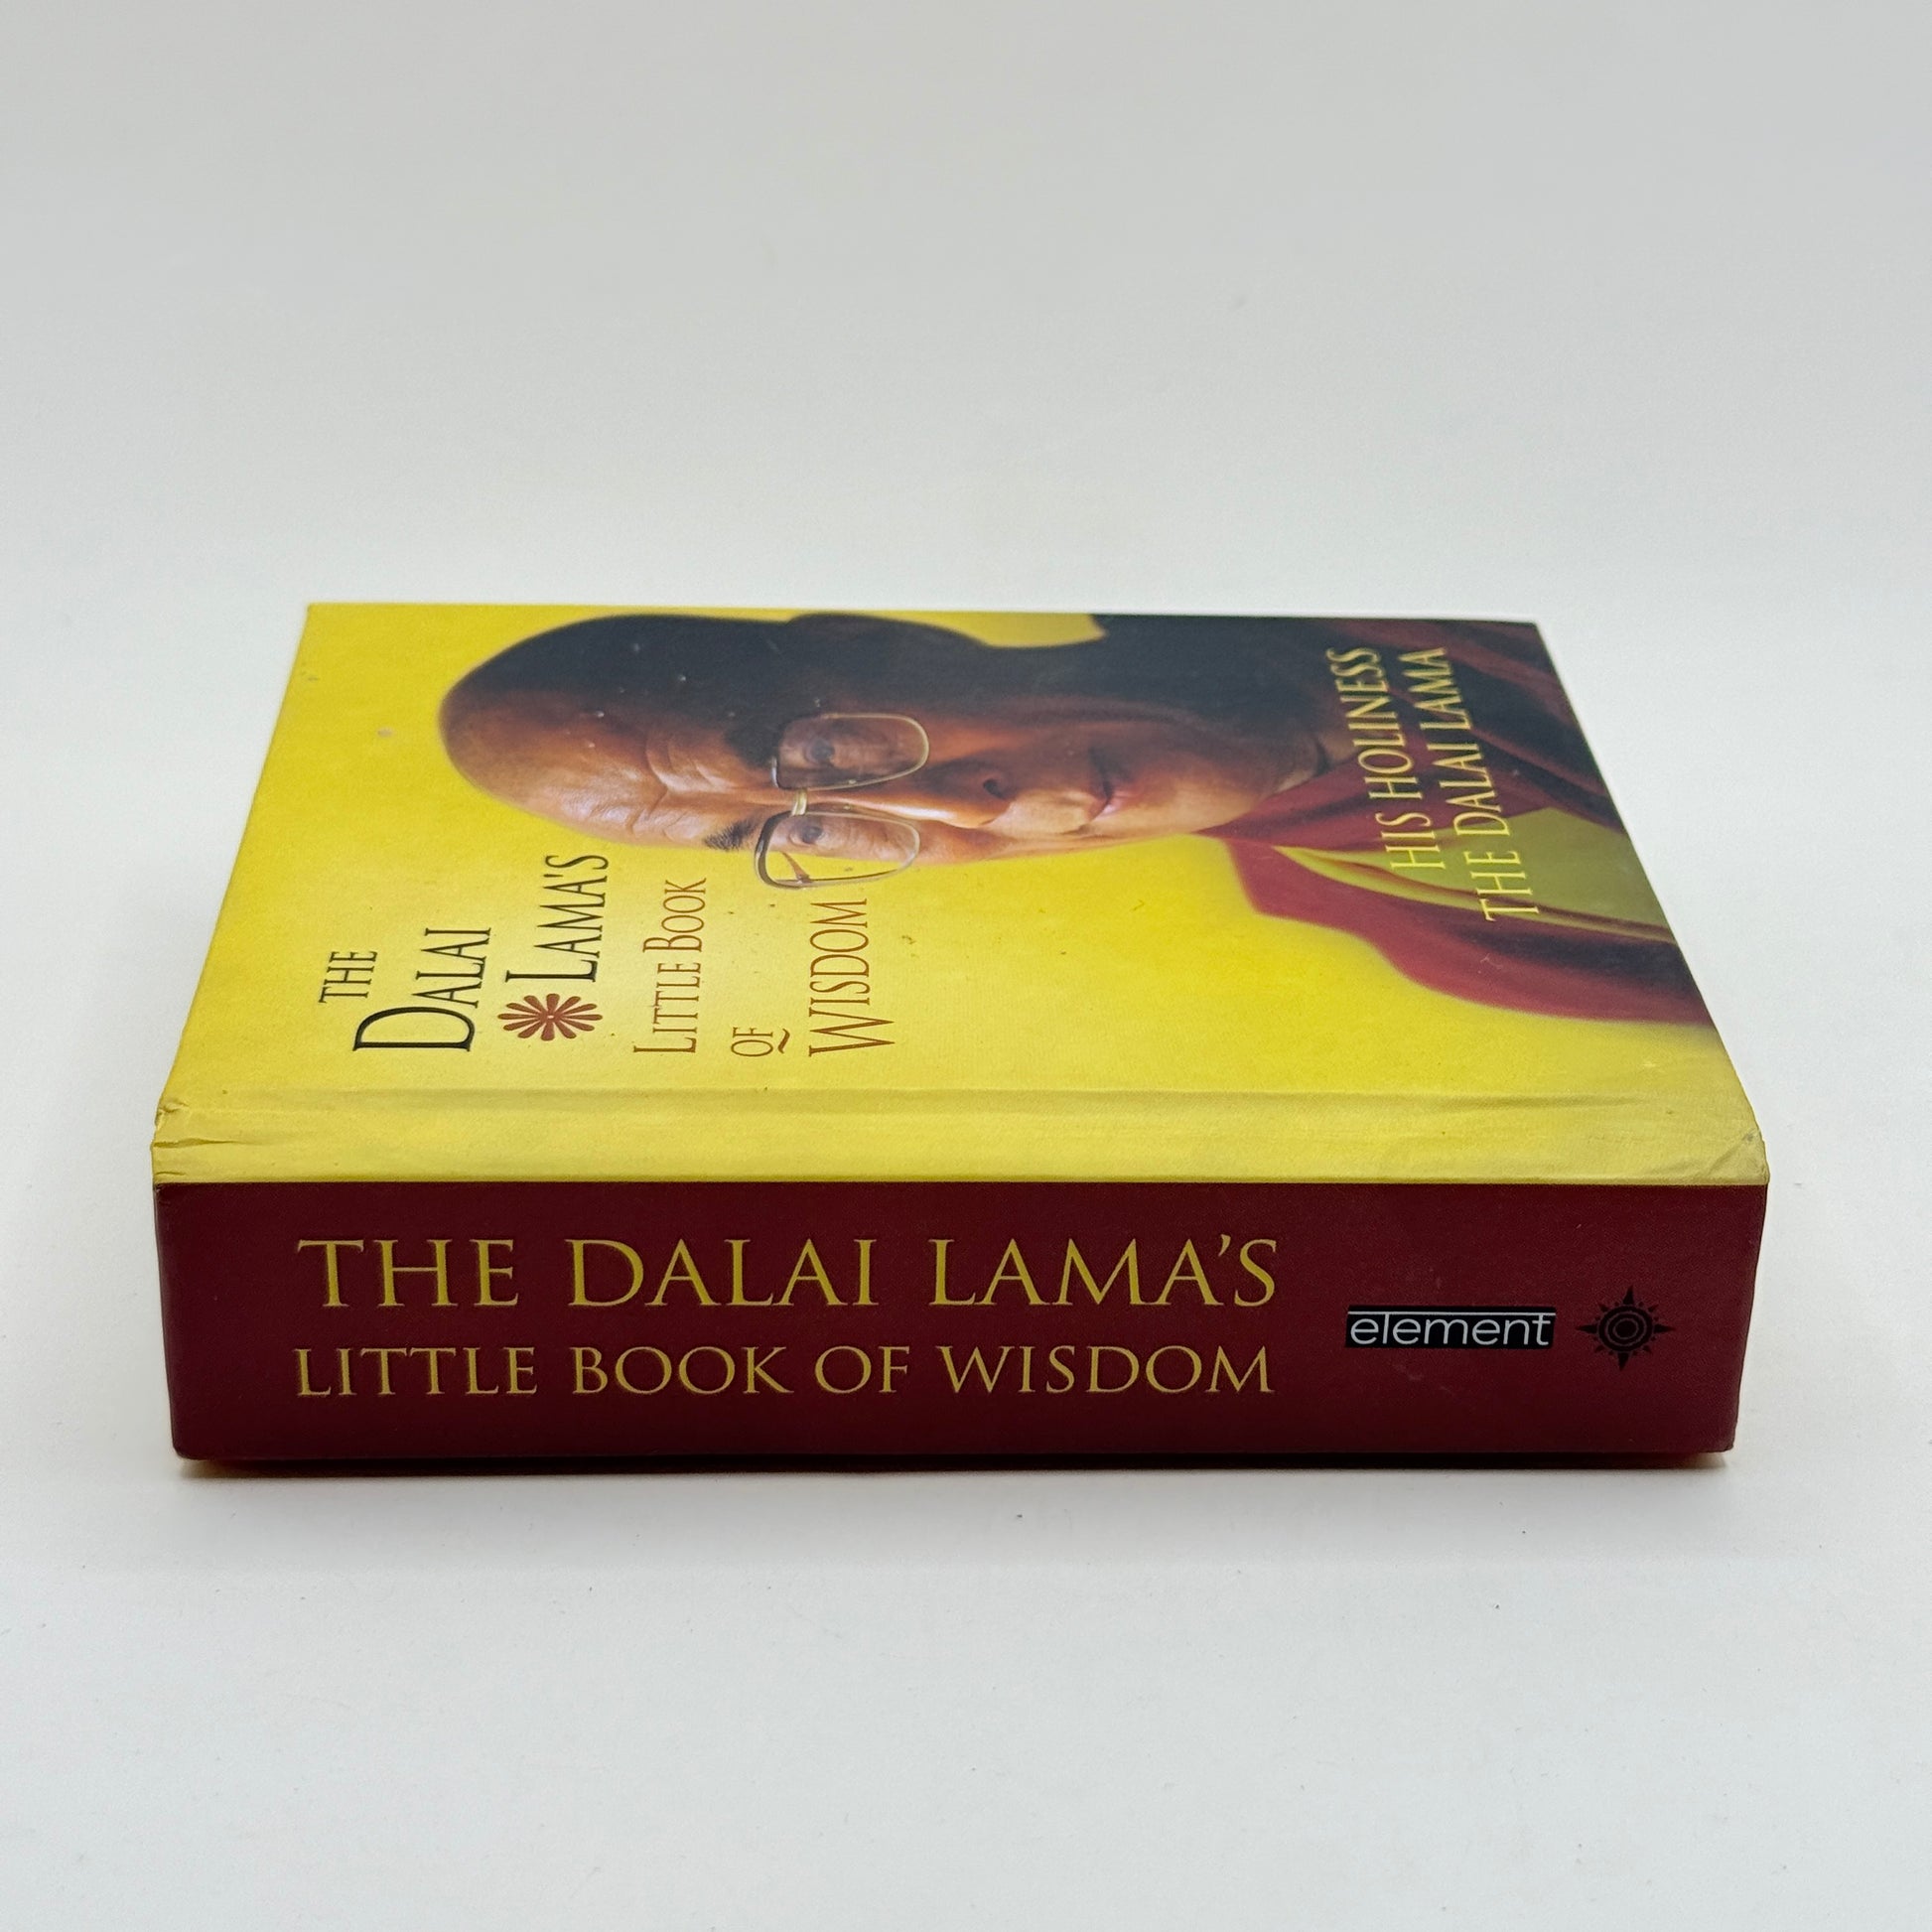 THE
DALAI
LAMA'S
LITTLE BOOK
OF
WISDOM
HIS HOLINESS
THE DALAI LAMA
THE DALAI LAMA'S
LITTLE BOOK OF WISDOM
element